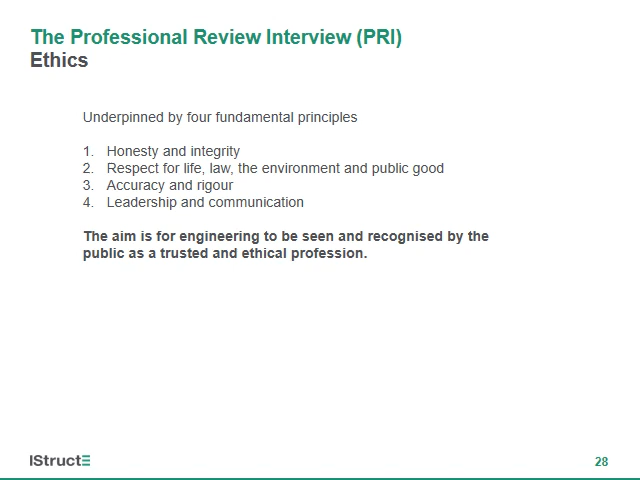 The Professional Review Interview (PRI)
Ethics
Underpinned by four fundamental principles
1. Honesty and integrity
2. Respect for life, law, the environment and public good
3. Accuracy and rigour
4. Leadership and communication
The aim is for engineering to be seen and recognised by the
public as a trusted and ethical profession.
IStructE
28